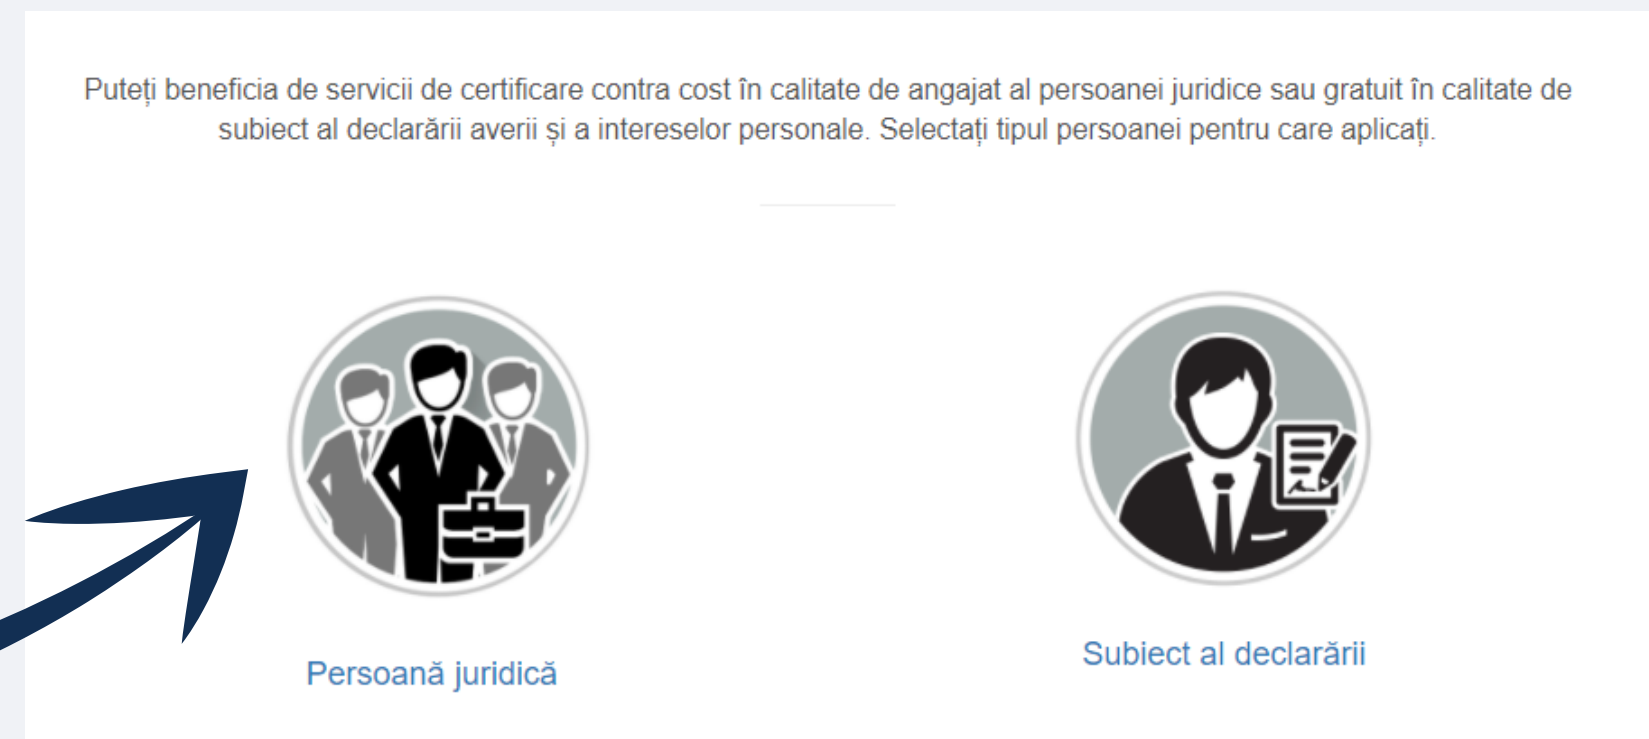 Puteți beneficia de servicii de certificare contra cost în calitate de angajat al persoanei juridice sau gratuit în calitate de
subiect al declarării averii și a intereselor personale. Selectați tipul persoanei pentru care aplicați.
Persoană juridică
Subiect al declarării